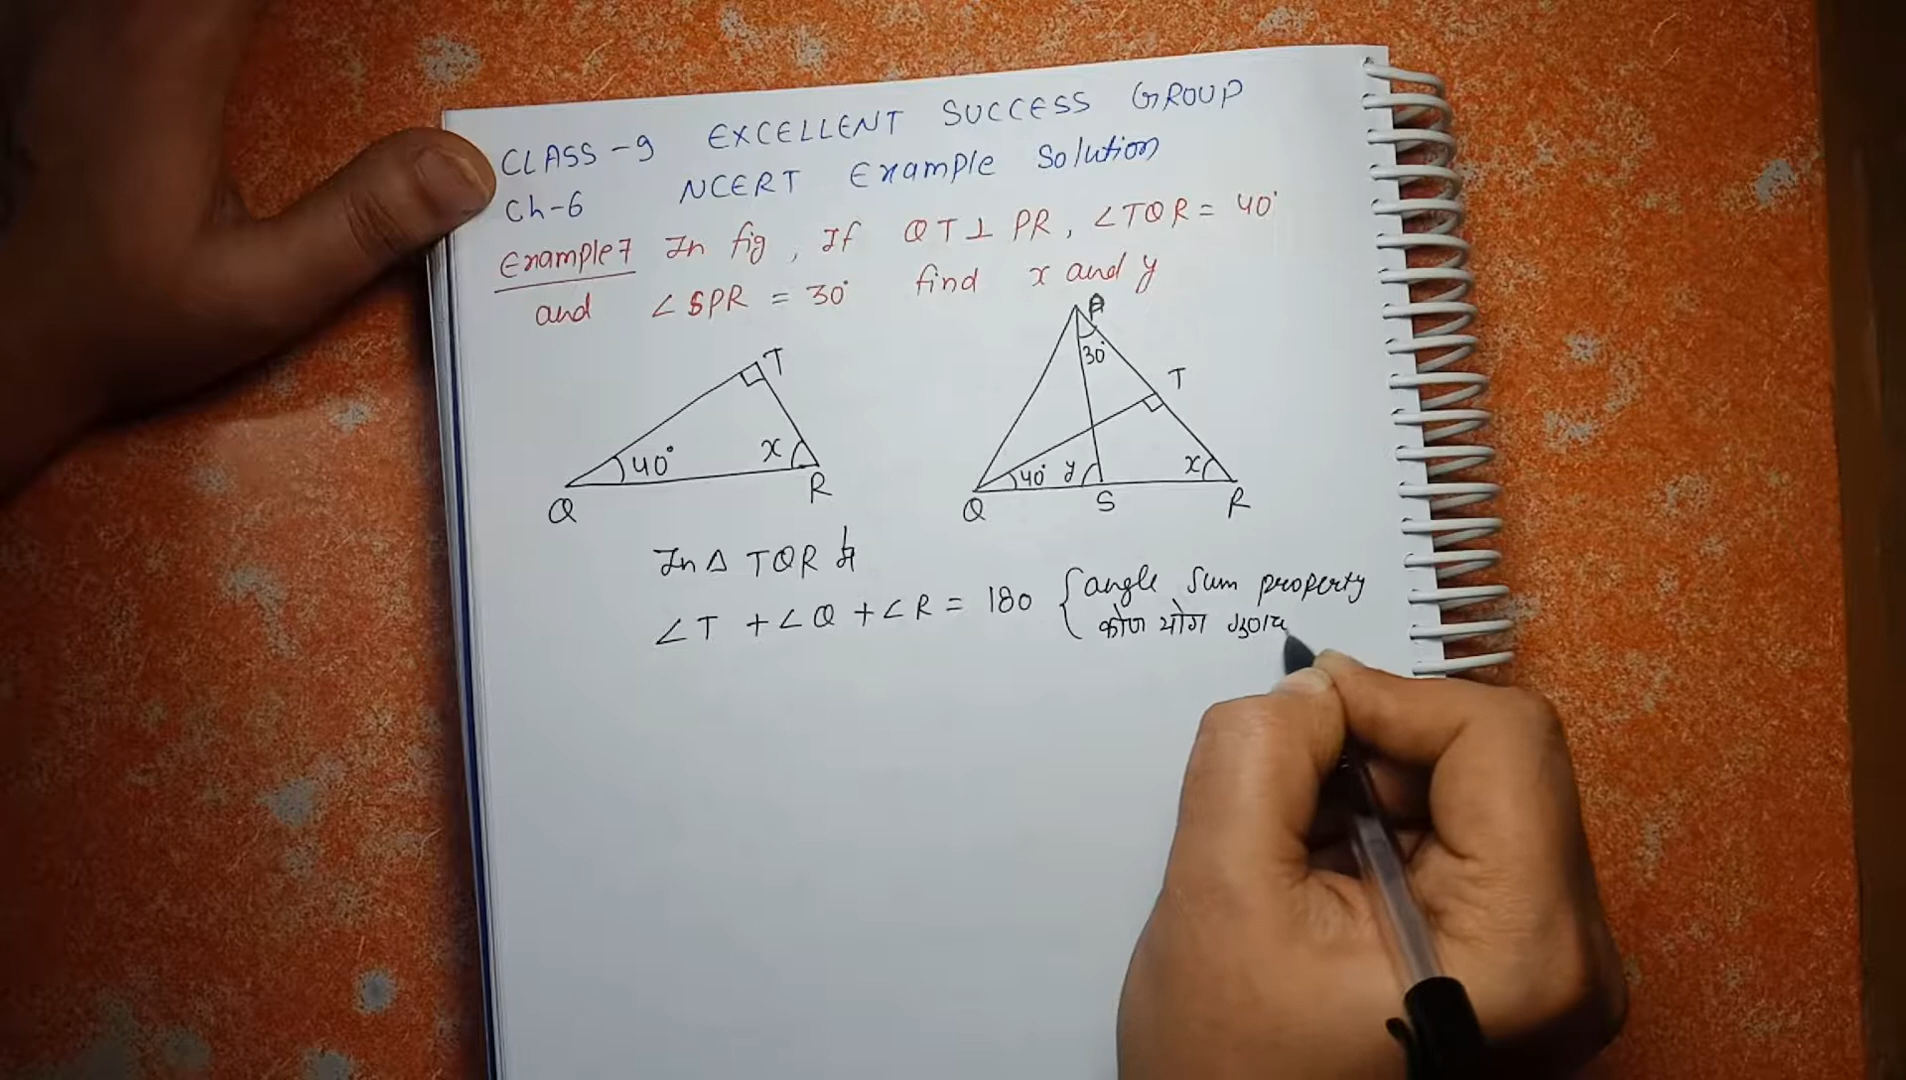 CLASS-9 EXCELLENT SUCCESS GROUP
Ch-6 NCERT Example Solution
Example 7 In fig, If QT⊥ PR, ∠TQR = 40°
and ∠SPR = 30° find x and y
T
40°
x
Q
R
30°
T
40°
y
x
Q
S
R
In △ TQR में
∠T + ∠Q + ∠R = 180 { angle sum property
कोण योग